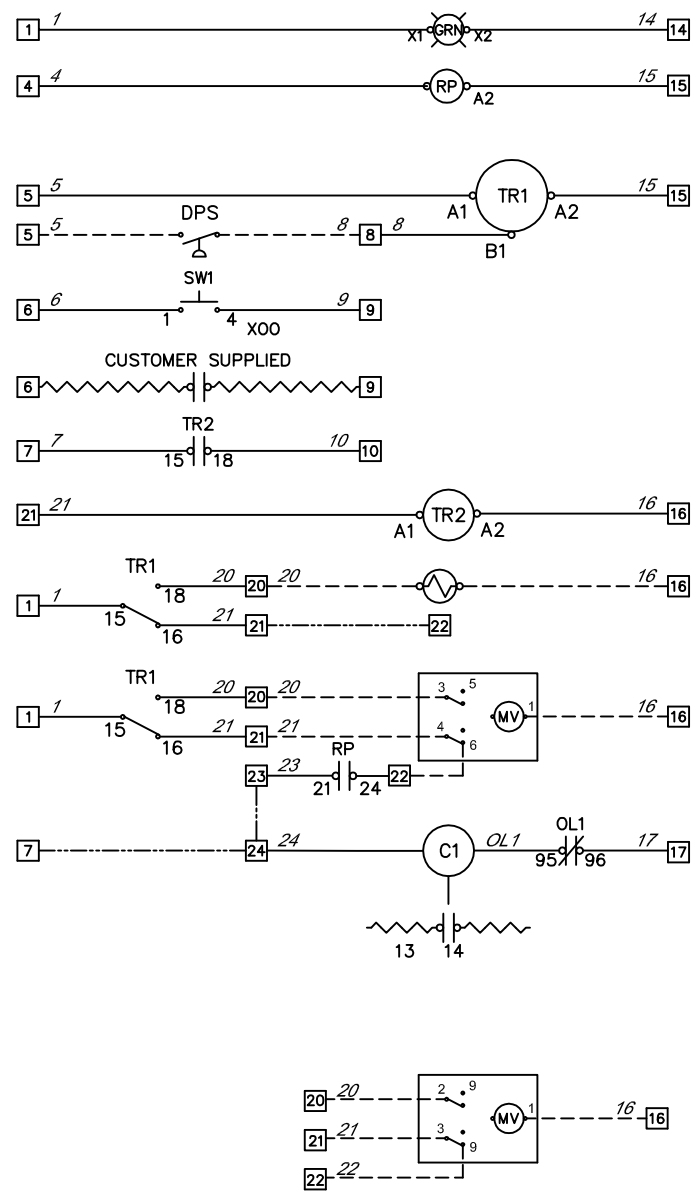 1 1 X1 GRN X2 14 14
4 4 RP A2 15 15
5 5 A1 TR1 A2 15 15
DPS
5 5 8 8 8 B1
SW1
6 6 1 4 9 9
XOO
CUSTOMER SUPPLIED
6 9
TR2
7 7 15 18 10 10
21 21 A1 TR2 A2 16 16
TR1 18 20 20 20 16 16
1 1 15 16 21 21 22
TR1 18 20 20 20 3 5
1 1 15 MV 1 16 16
16 21 21 21 4 6
RP
23 23 21 24 22
OL1
7 24 24 C1 OL1 95 96 17 17
13 14
20 20 2 9
MV 1 16 16
21 21 3 9
22 22